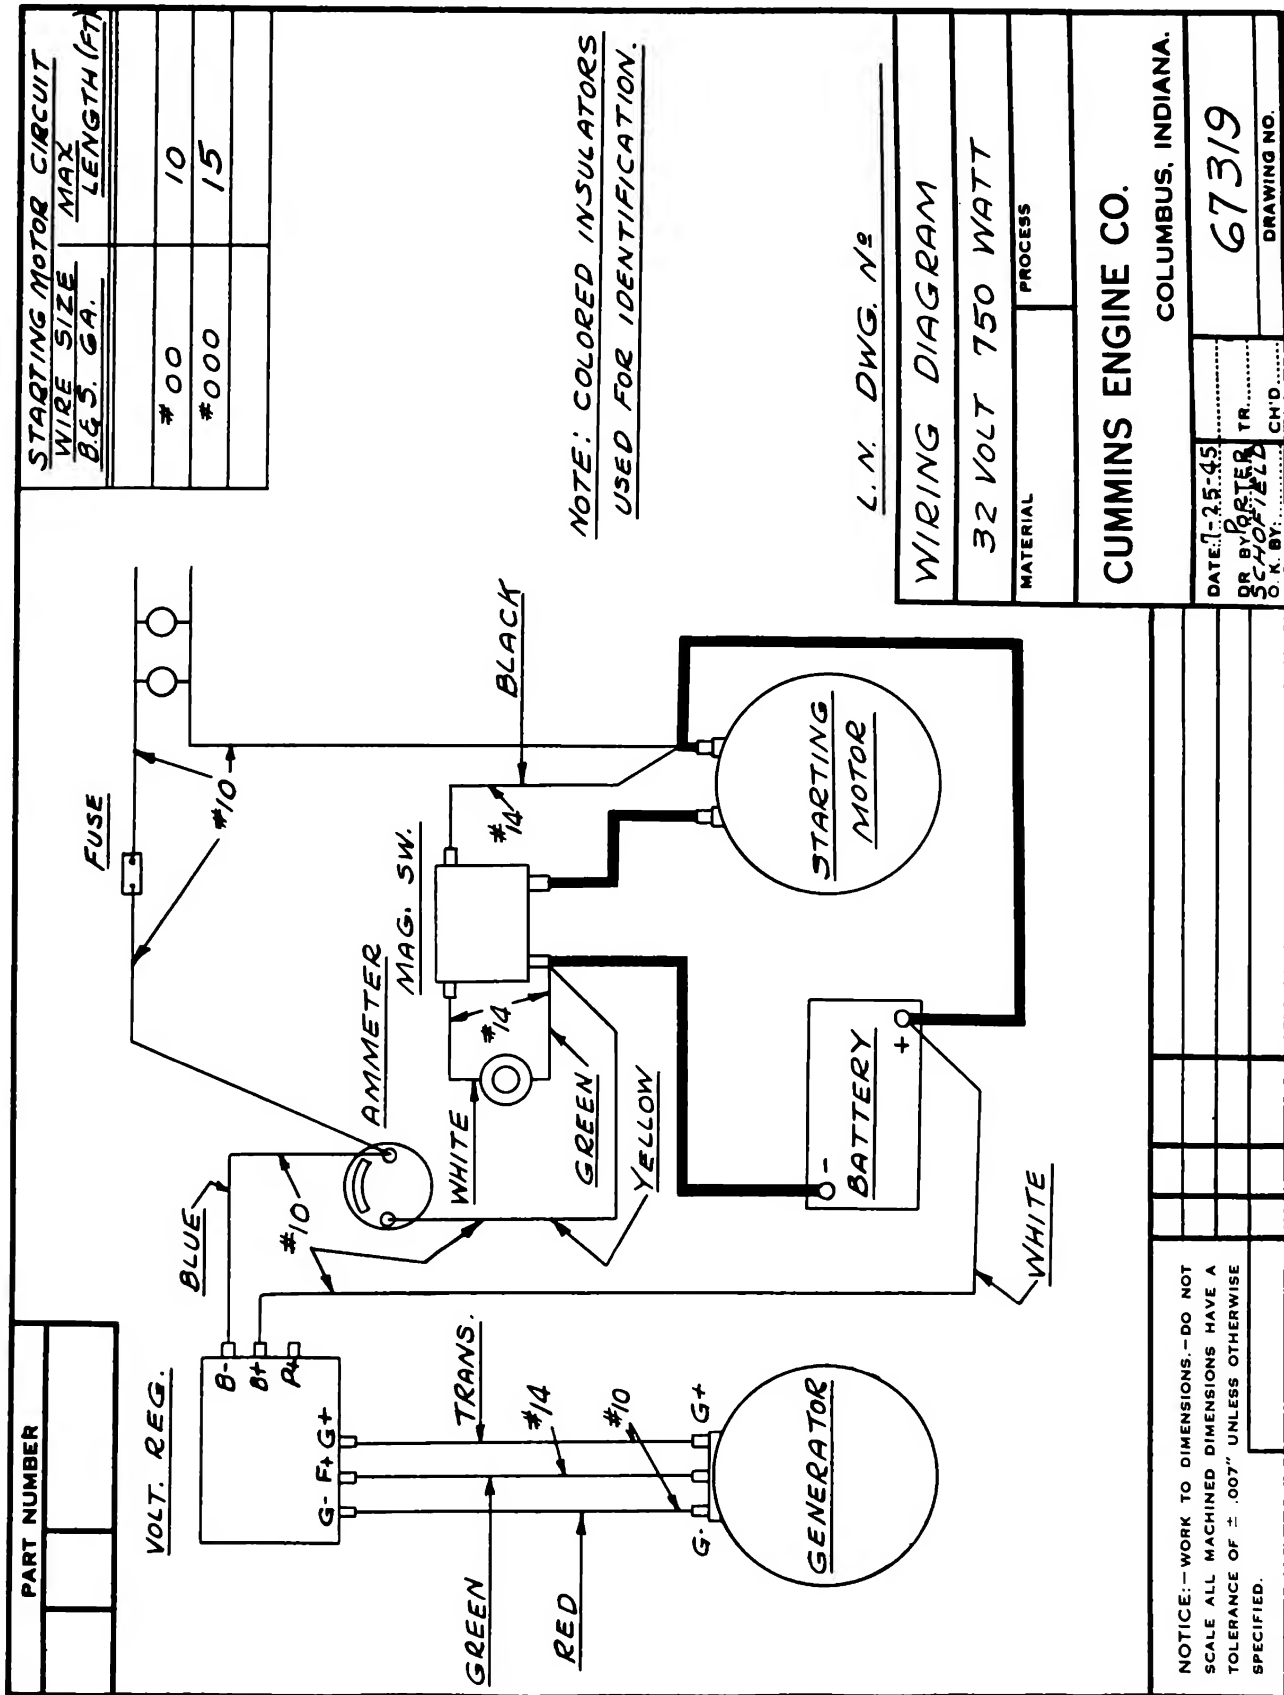 PART NUMBER
STARTING MOTOR CIRCUIT
WIRE SIZE
B.&S. GA.
MAX
LENGTH (FT)
#00 10
#000 15
VOLT. REG.
B-
B+
P+
G- F+ G+
BLUE
#10
FUSE
#10
AMMETER
MAG. SW.
#14
BLACK
WHITE
#14
GREEN
YELLOW
TRANS.
#14
#10
GREEN
RED
G- G+
GENERATOR
- +
BATTERY
WHITE
STARTING
MOTOR
NOTE: COLORED INSULATORS
USED FOR IDENTIFICATION.
L.N. DWG. Nº
WIRING DIAGRAM
32 VOLT 750 WATT
MATERIAL PROCESS
CUMMINS ENGINE CO.
COLUMBUS, INDIANA.
DATE: 7-25-45
DR BY PORTER TR.
SCHOFIELD
O. K. BY: CH'D
67319
DRAWING NO.
NOTICE:—WORK TO DIMENSIONS.—DO NOT
SCALE ALL MACHINED DIMENSIONS HAVE A
TOLERANCE OF ± .007" UNLESS OTHERWISE
SPECIFIED.